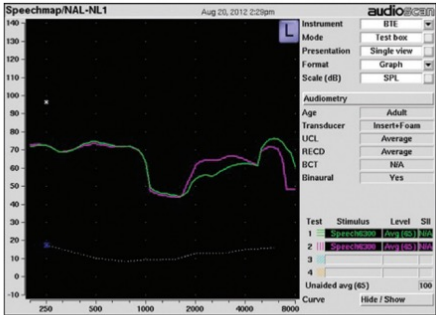 Speechmap/NAL-NL1 Aug 20, 2012 2:29pm audioscan
L
Instrument BTE
Mode Test box
Presentation Single view
Format Graph
Scale (dB) SPL
Audiometry
Age Adult
Transducer Insert+Foam
UCL Average
RECD Average
BCT N/A
Binaural Yes
Test Stimulus Level SII
1 Speech6300 Avg (65) N/A
2 Speech6300 Avg (65) N/A
3
4
Unaided avg (65) 100
Curve Hide / Show
140
130
120
110
100
90
80
70
60
50
40
30
20
10
0
-10
250 500 1000 2000 4000 8000